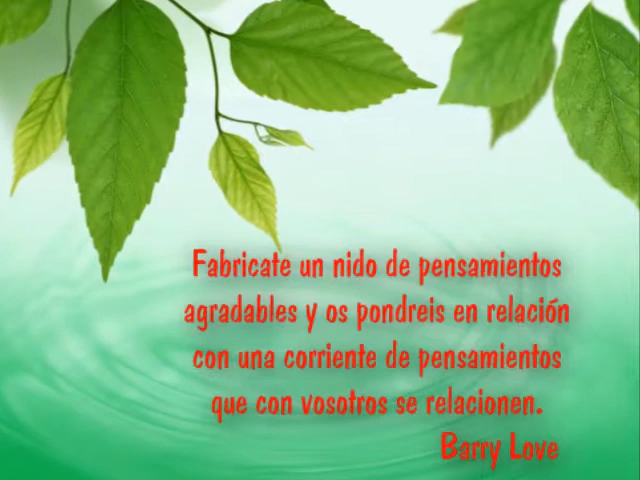 Fabricate un nido de pensamientos
agradables y os pondreis en relación
con una corriente de pensamientos
que con vosotros se relacionen.
Barry Love